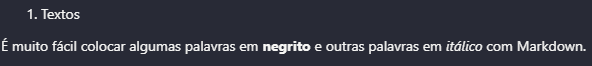 1. Textos
É muito fácil colocar algumas palavras em negrito e outras palavras em itálico com Markdown.